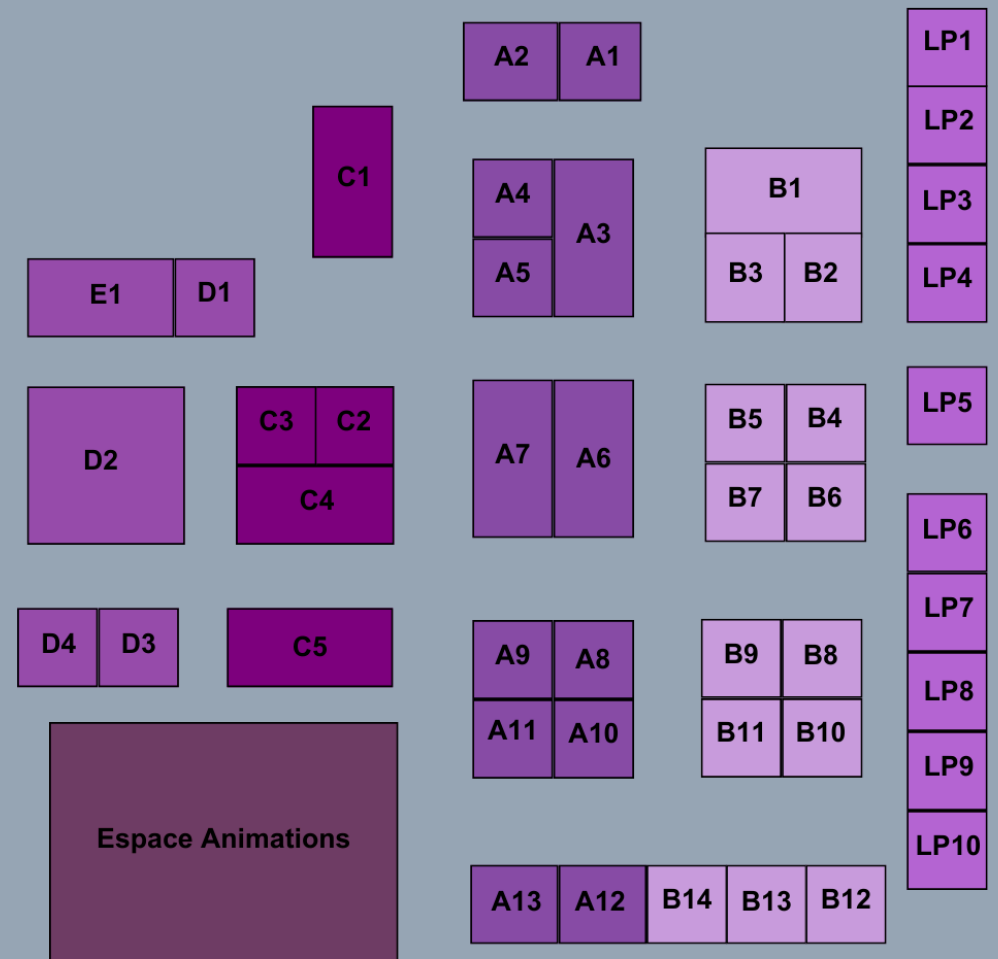 A2 A1
LP1
LP2
C1
A4
A3
A5
B1
B3 B2
LP3
LP4
E1 D1
D2
C3 C2
C4
A7 A6
B5 B4
B7 B6
LP5
LP6
D4 D3
C5
A9 A8
A11 A10
B9 B8
B11 B10
LP7
LP8
LP9
LP10
Espace Animations
A13 A12 B14 B13 B12